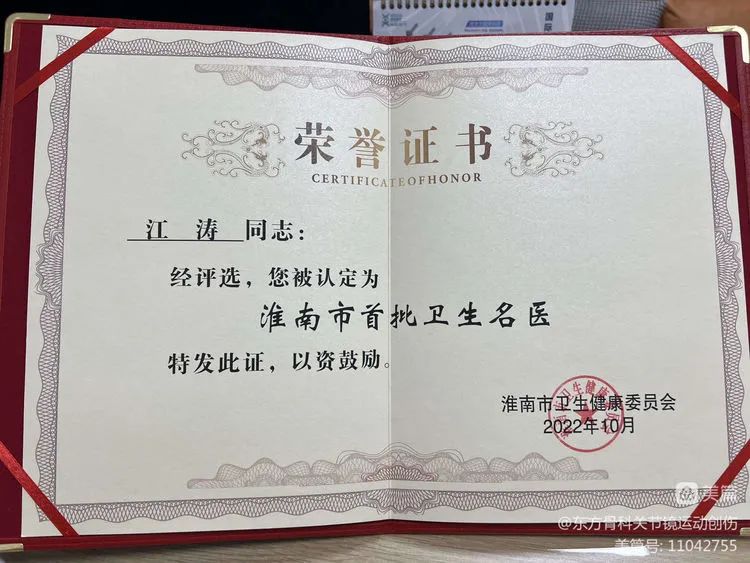 荣誉证书
CERTIFICATEOFHONOR
江涛同志：
经评选，您被认定为
淮南市首批卫生名医
特发此证，以资鼓励。
淮南市卫生健康委员会
2022年10月
美篇
@东方骨科关节镜运动创伤
美篇号: 11042755